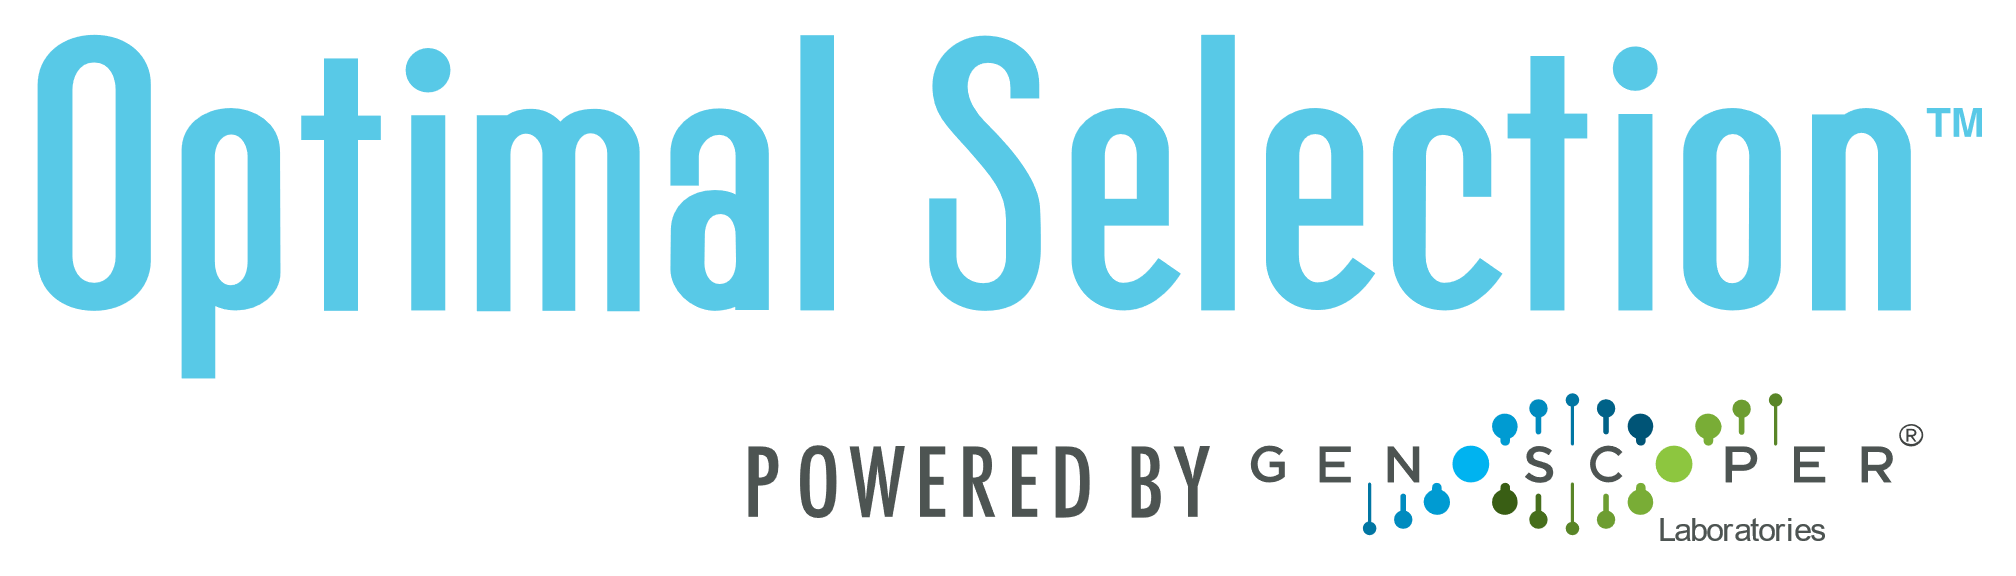 Optimal Selection™
POWERED BY GENOSCOPER®
Laboratories